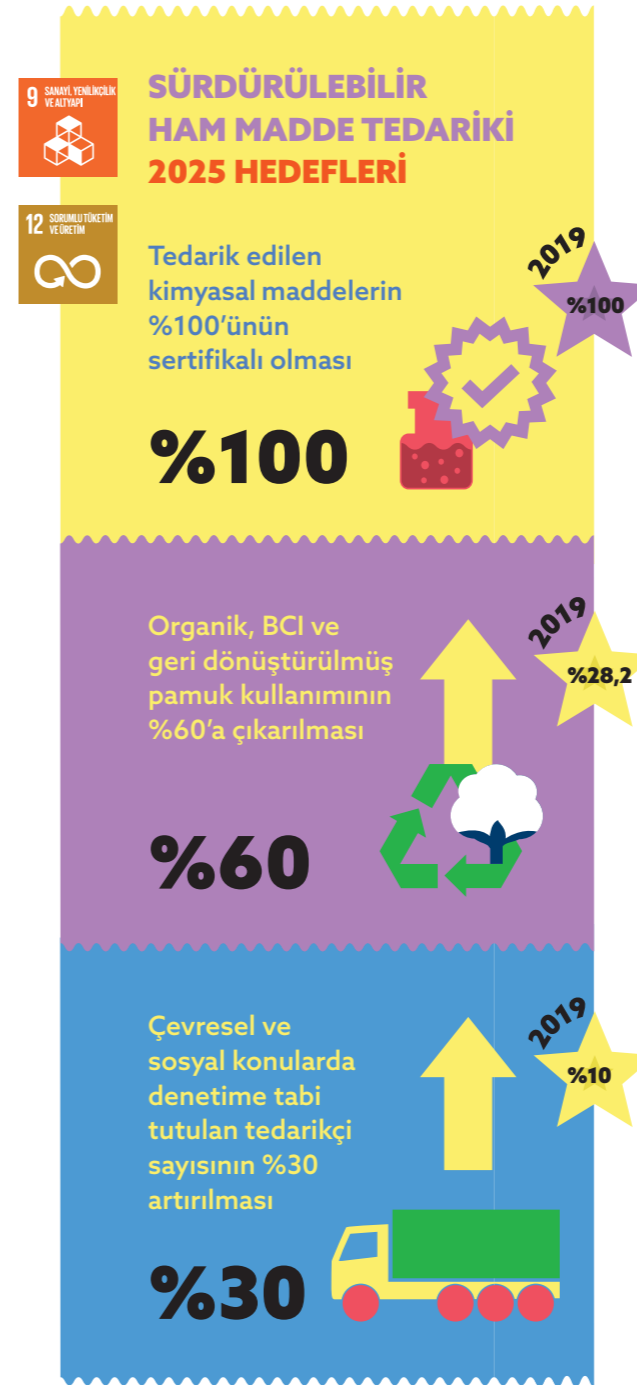 9 SANAYİ, YENİLİKÇİLİK
VE ALTYAPI
SÜRDÜRÜLEBİLİR
HAM MADDE TEDARİKİ
2025 HEDEFLERİ
12 SORUMLU TÜKETİM
VE ÜRETİM
Tedarik edilen
kimyasal maddelerin
%100’ünün
sertifikalı olması
%100
2019
%100
Organik, BCI ve
geri dönüştürülmüş
pamuk kullanımının
%60’a çıkarılması
%60
2019
%28,2
Çevresel ve
sosyal konularda
denetime tabi
tutulan tedarikçi
sayısının %30
artırılması
%30
2019
%10